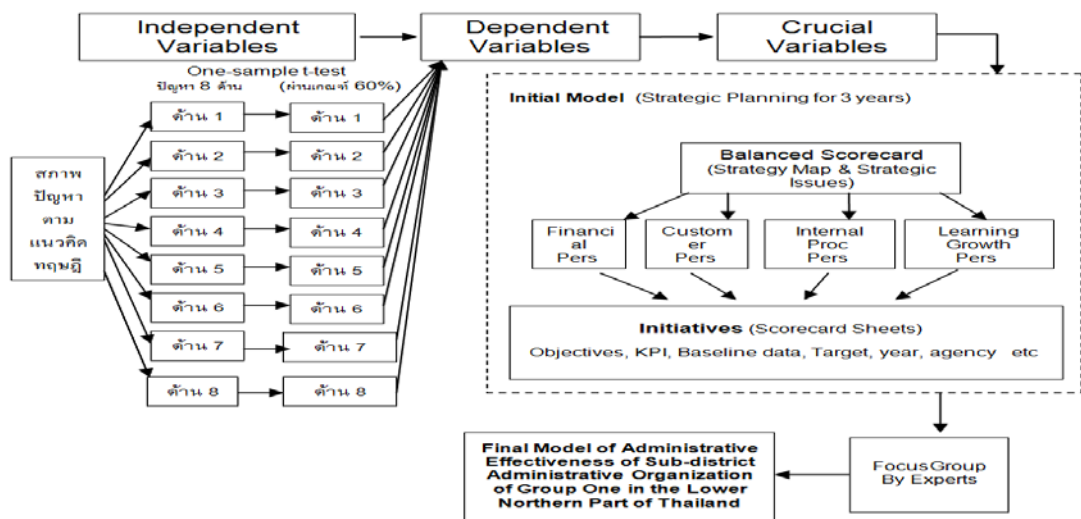 Independent
Variables
Dependent
Variables
Crucial
Variables
One-sample t-test
ปัญหา 8 ด้าน (ผ่านเกณฑ์ 60%)
สภาพ
ปัญหา
ตาม
แนวคิด
ทฤษฎี
ด้าน 1 ด้าน 1
ด้าน 2 ด้าน 2
ด้าน 3 ด้าน 3
ด้าน 4 ด้าน 4
ด้าน 5 ด้าน 5
ด้าน 6 ด้าน 6
ด้าน 7 ด้าน 7
ด้าน 8 ด้าน 8
Initial Model (Strategic Planning for 3 years)
Balanced Scorecard
(Strategy Map & Strategic
Issues)
Financi
al
Pers
Custom
er
Pers
Internal
Proc
Pers
Learning
Growth
Pers
Initiatives (Scorecard Sheets)
Objectives, KPI, Baseline data, Target, year, agency etc
Focus Group
By Experts
Final Model of Administrative
Effectiveness of Sub-district
Administrative Organization
of Group One in the Lower
Northern Part of Thailand